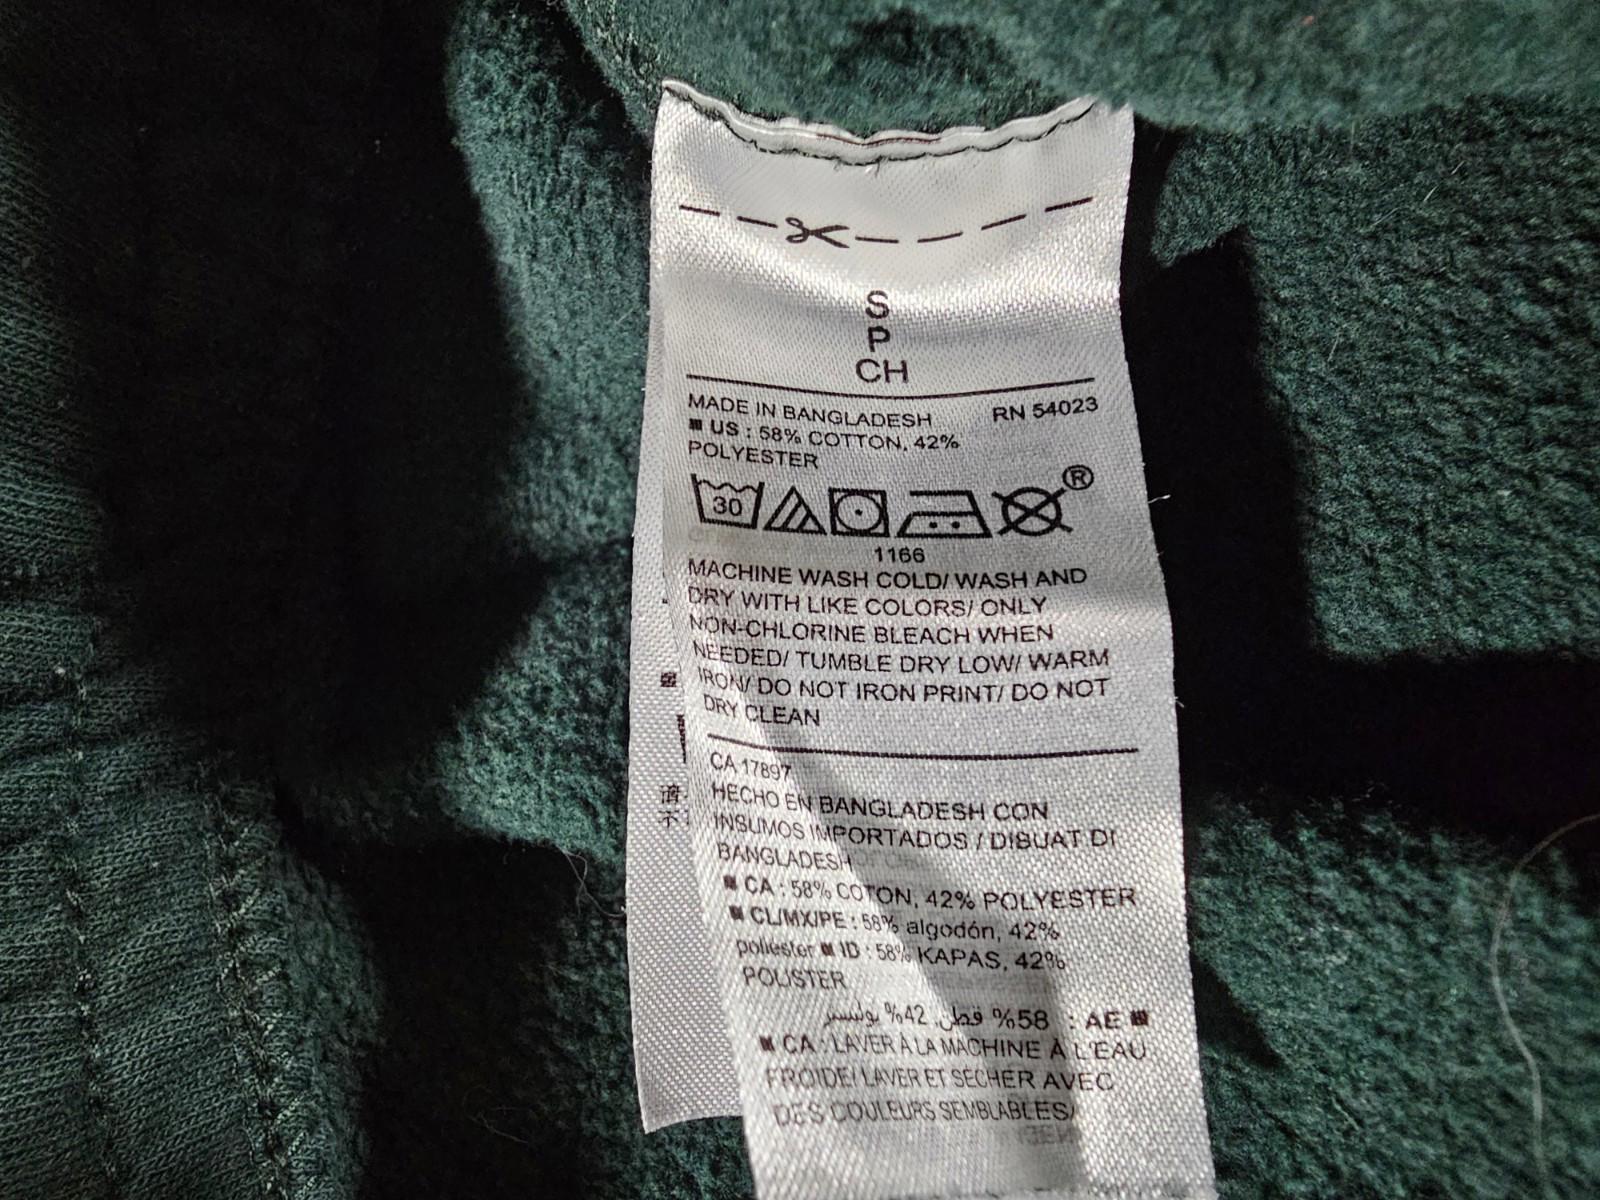 S
P
CH
MADE IN BANGLADESH RN 54023
US : 58% COTTON, 42%
POLYESTER
30 ®
1166
MACHINE WASH COLD/ WASH AND
DRY WITH LIKE COLORS/ ONLY
NON-CHLORINE BLEACH WHEN
NEEDED/ TUMBLE DRY LOW/ WARM
IRON/ DO NOT IRON PRINT/ DO NOT
DRY CLEAN
CA 17897
HECHO EN BANGLADESH CON
INSUMOS IMPORTADOS / DIBUAT DI
BANGLADESH
CA : 58% COTON, 42% POLYESTER
CL/MX/PE : 58% algodón, 42%
poliéster ID : 58% KAPAS, 42%
POLISTER
AE : 58% قطن, 42% بوليستر
CA : LAVER À LA MACHINE À L'EAU
FROIDE/ LAVER ET SÉCHER AVEC
DES COULEURS SEMBLABLES/
不